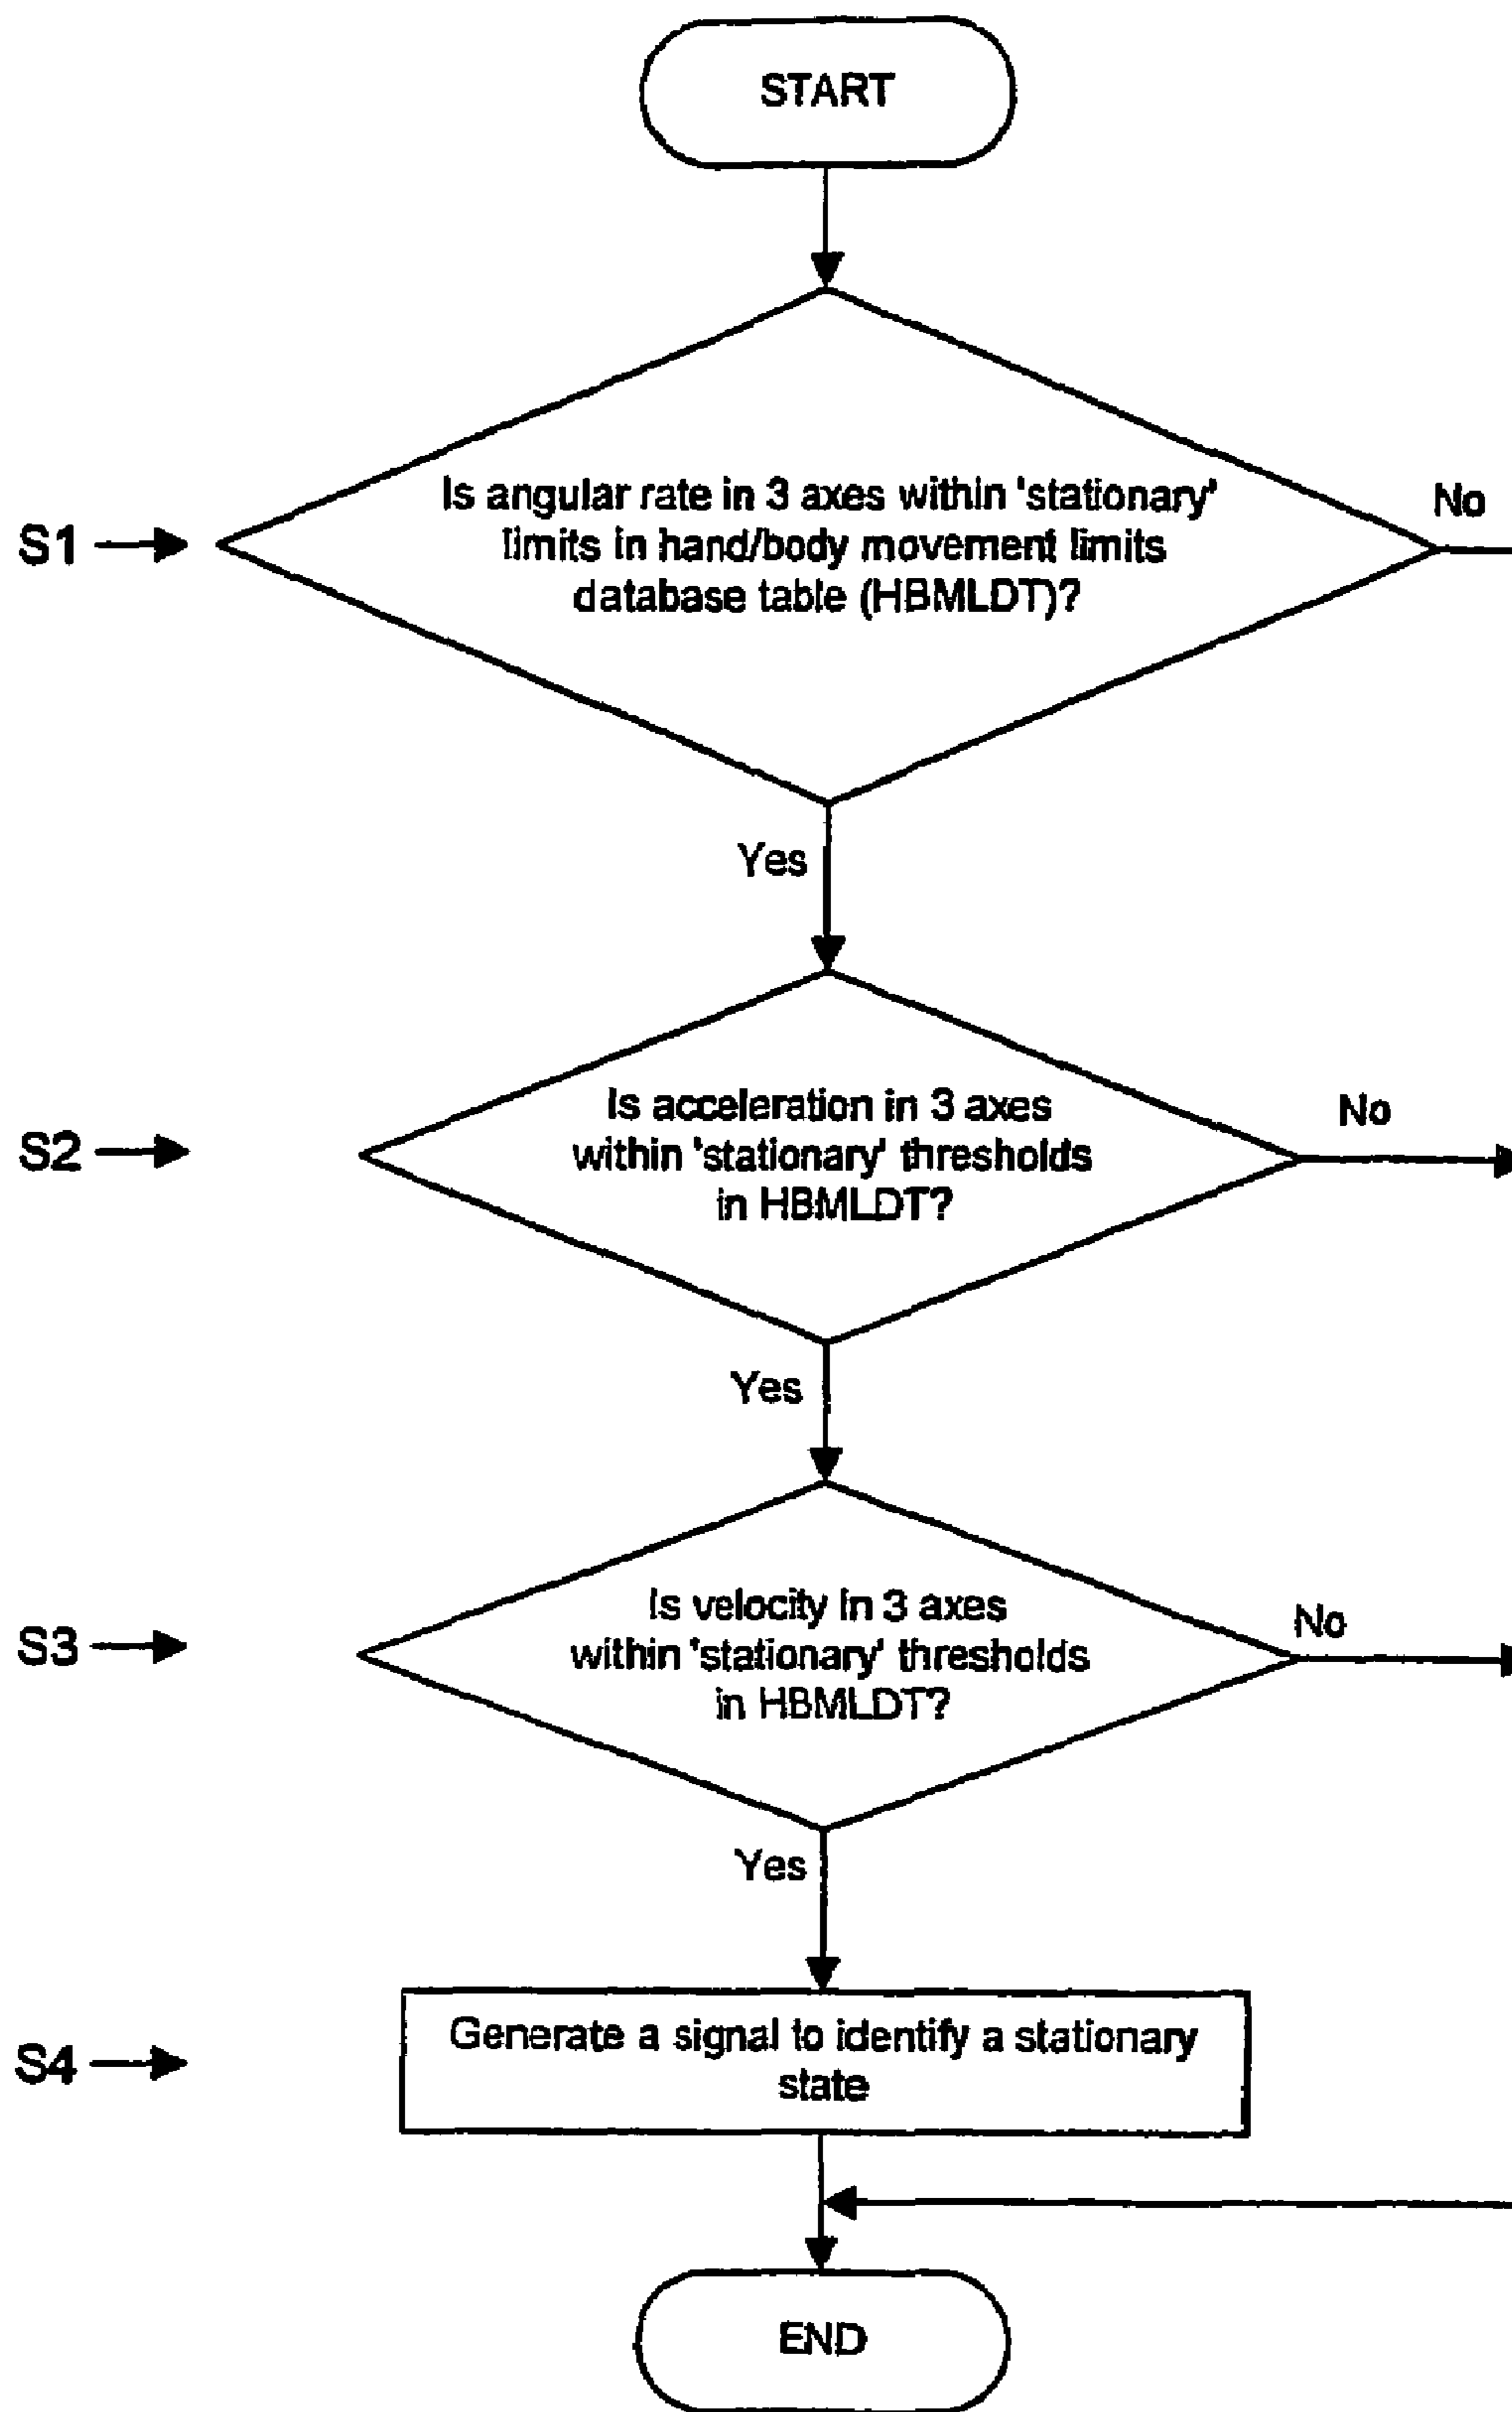 START
Is angular rate in 3 axes within 'stationary'
limits in hand/body movement limits
database table (HBMLDT)?
No
S1
Yes
Is acceleration in 3 axes
within 'stationary' thresholds
in HBMLDT?
No
S2
Yes
Is velocity in 3 axes
within 'stationary' thresholds
in HBMLDT?
No
S3
Yes
Generate a signal to identify a stationary
state
S4
END